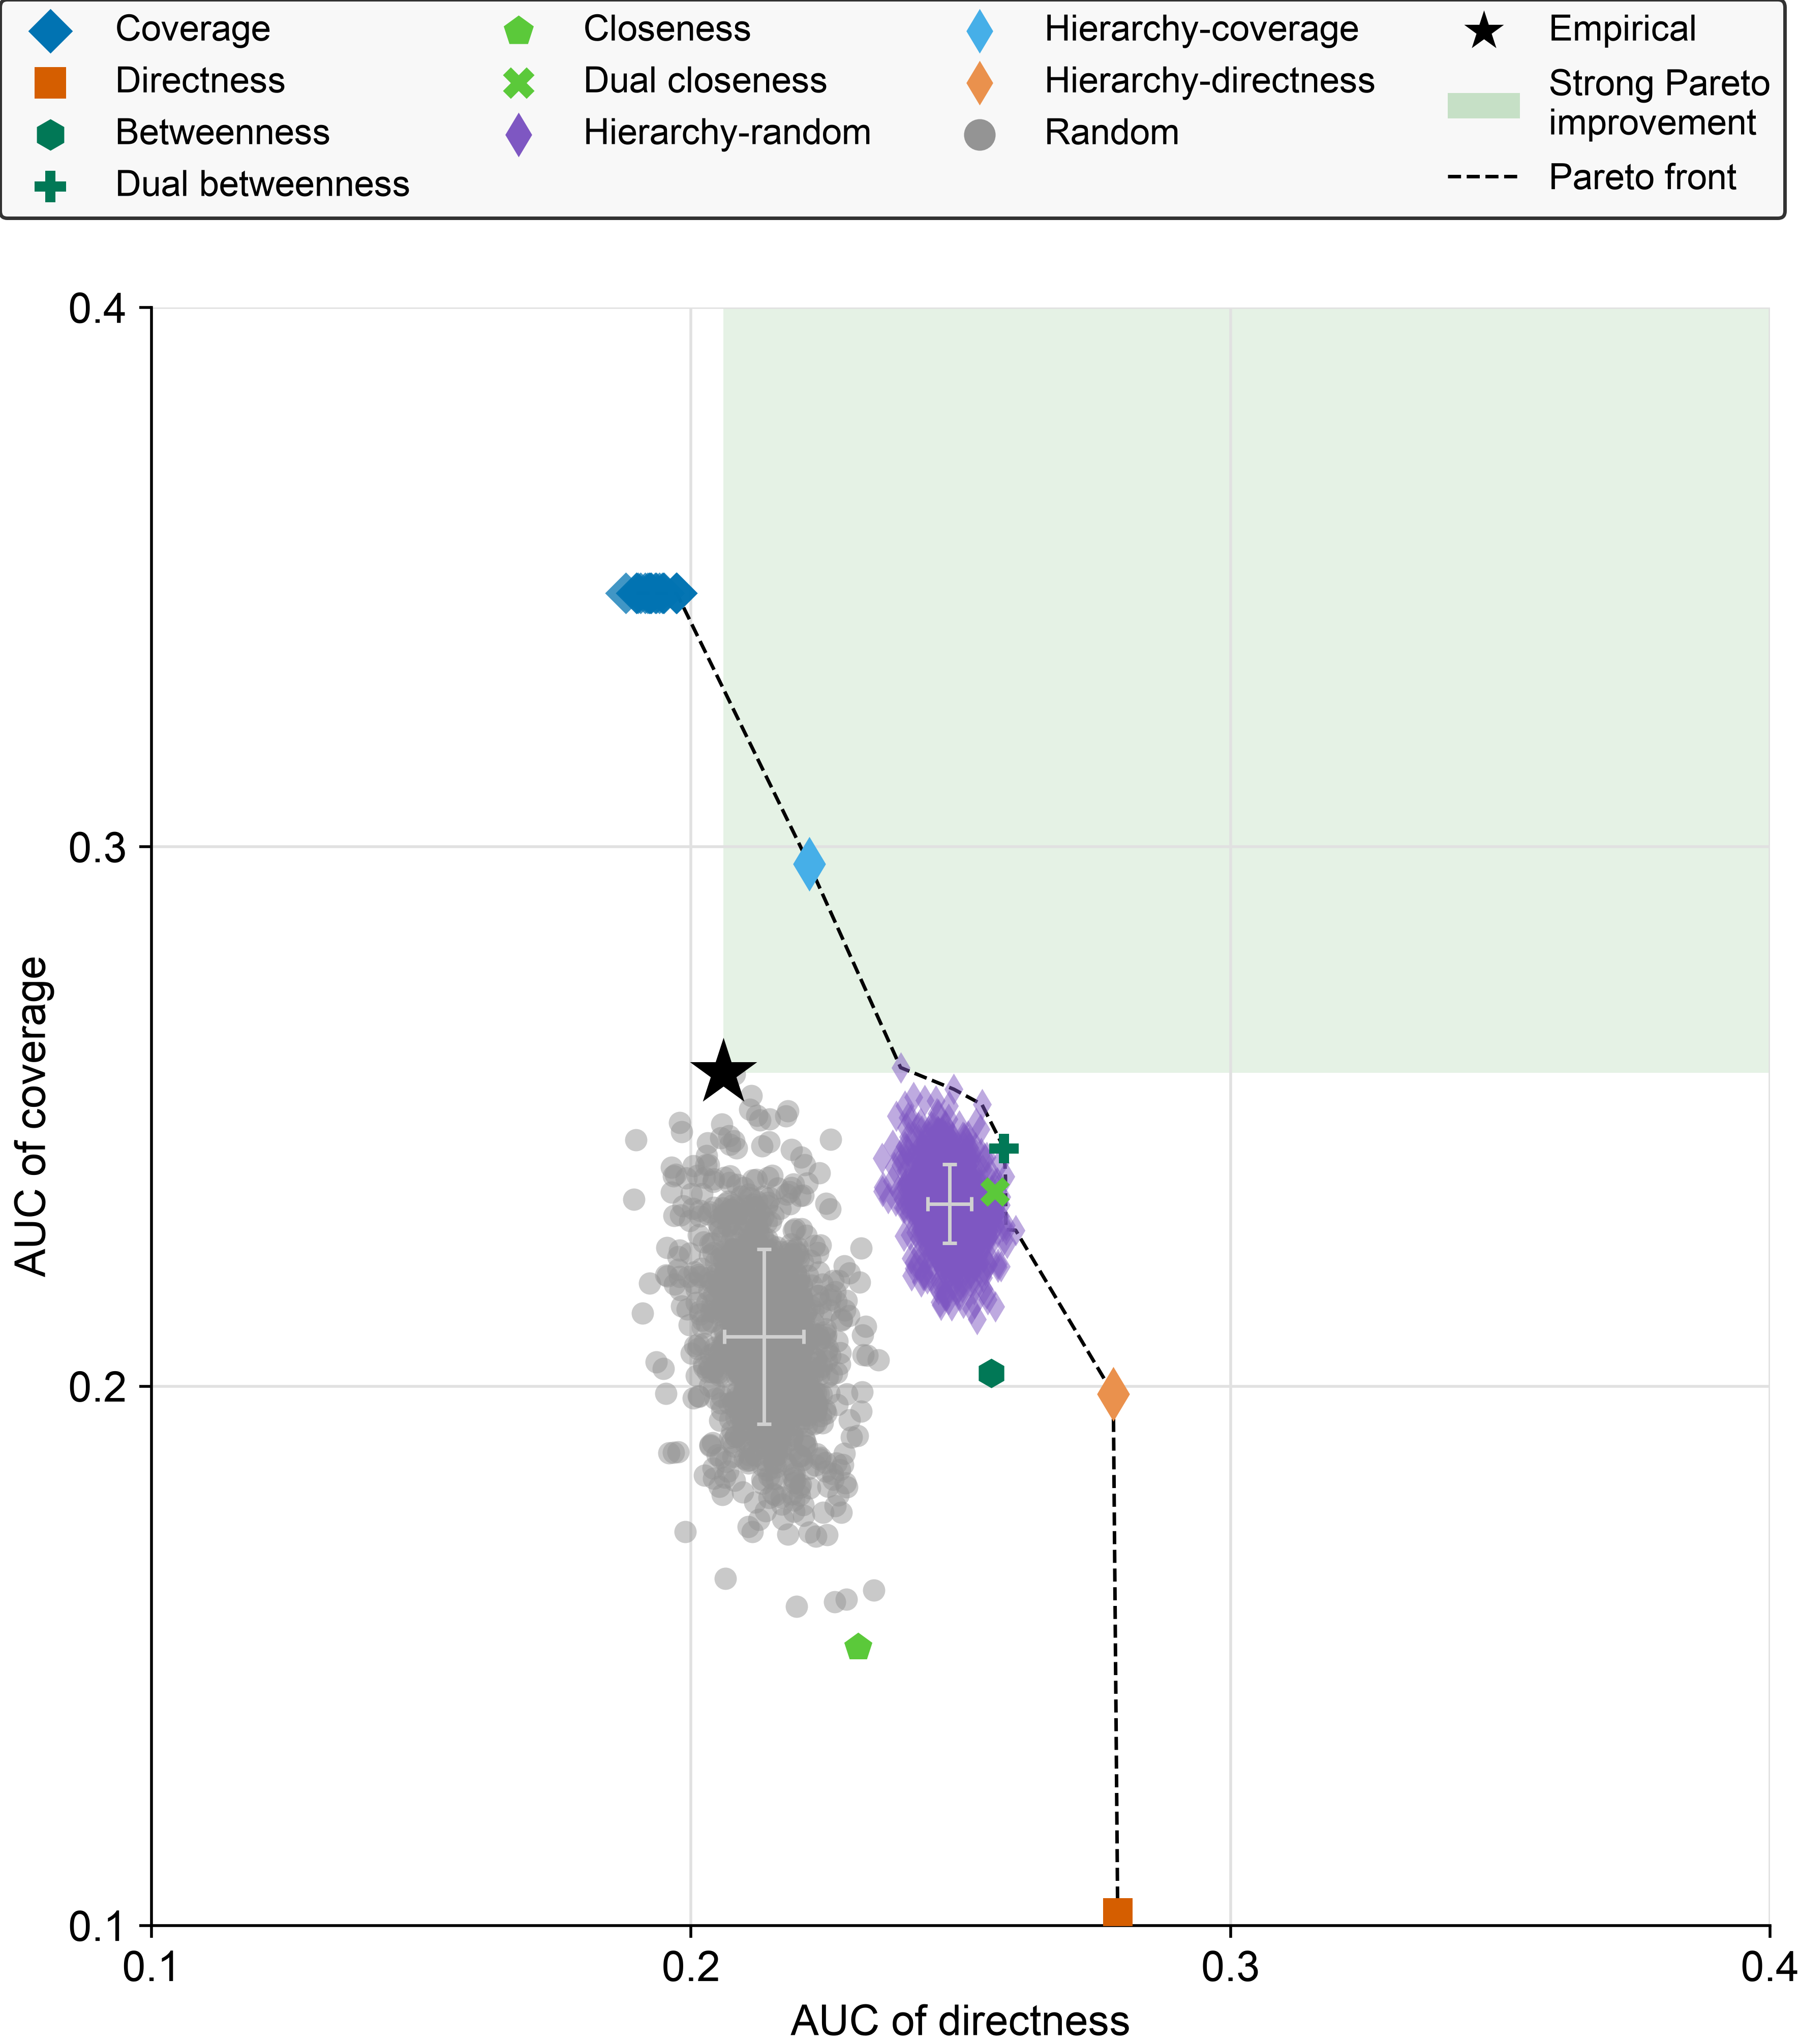 Coverage
Directness
Betweenness
Dual betweenness
Closeness
Dual closeness
Hierarchy-random
Hierarchy-coverage
Hierarchy-directness
Random
Empirical
Strong Pareto
improvement
Pareto front
0.4
0.3
0.2
0.1
AUC of coverage
0.1
0.2
0.3
0.4
AUC of directness